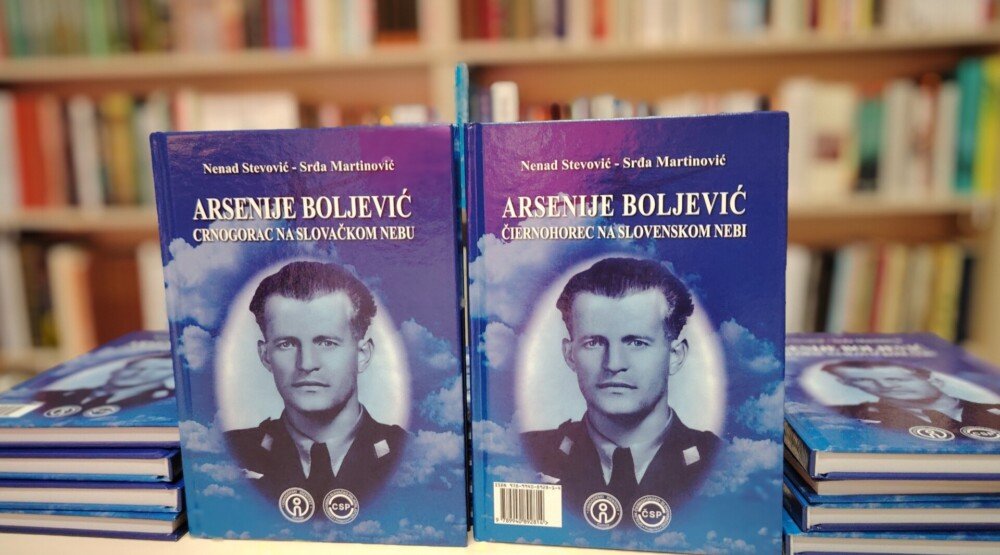 Nenad Stevović - Srđa Martinović
ARSENIJE BOLJEVIĆ
CRNOGORAC NA SLOVAČKOM NEBU
CSP
Nenad Stevović - Srđa Martinović
ARSENIJE BOLJEVIĆ
ČIERNOHOREC NA SLOVENSKOM NEBI
ČSP